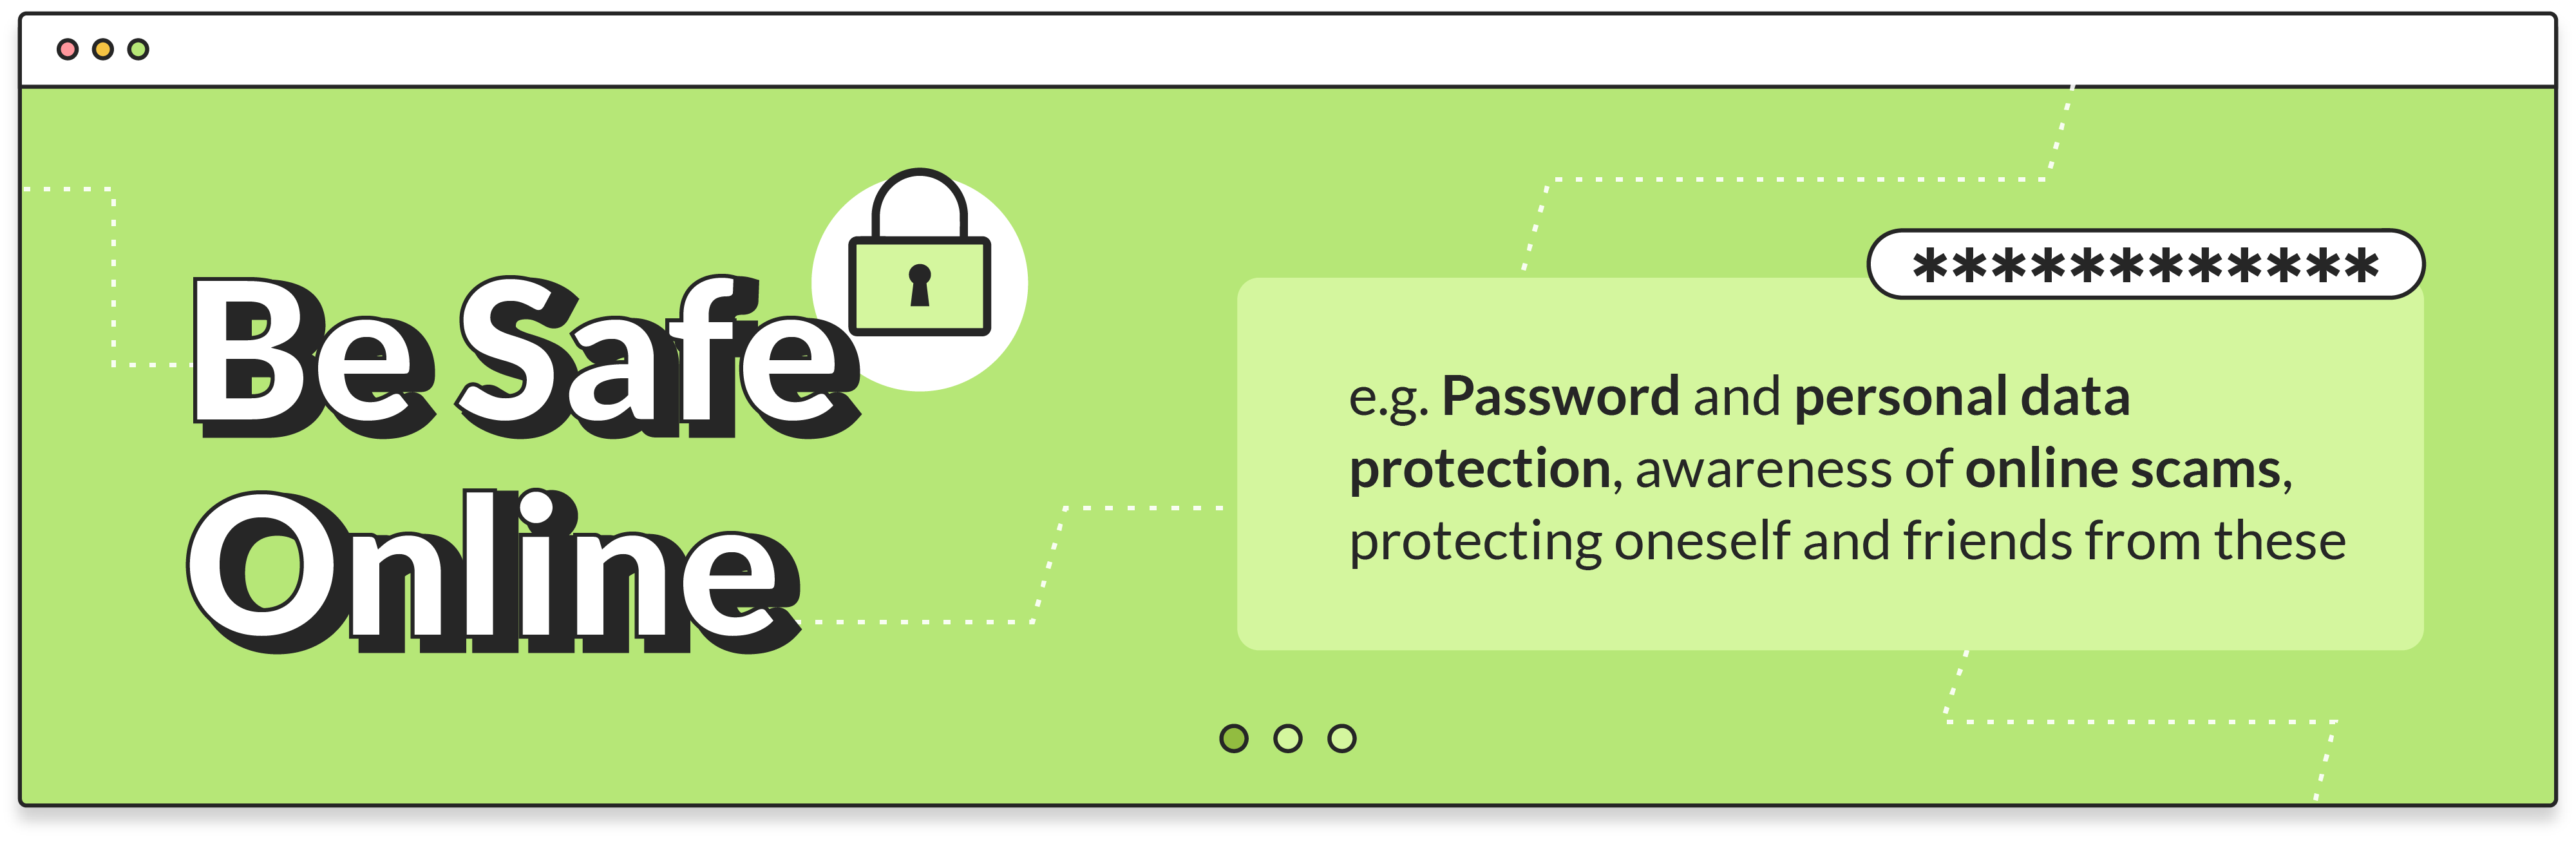 Be Safe
Online
************
e.g. Password and personal data
protection, awareness of online scams,
protecting oneself and friends from these